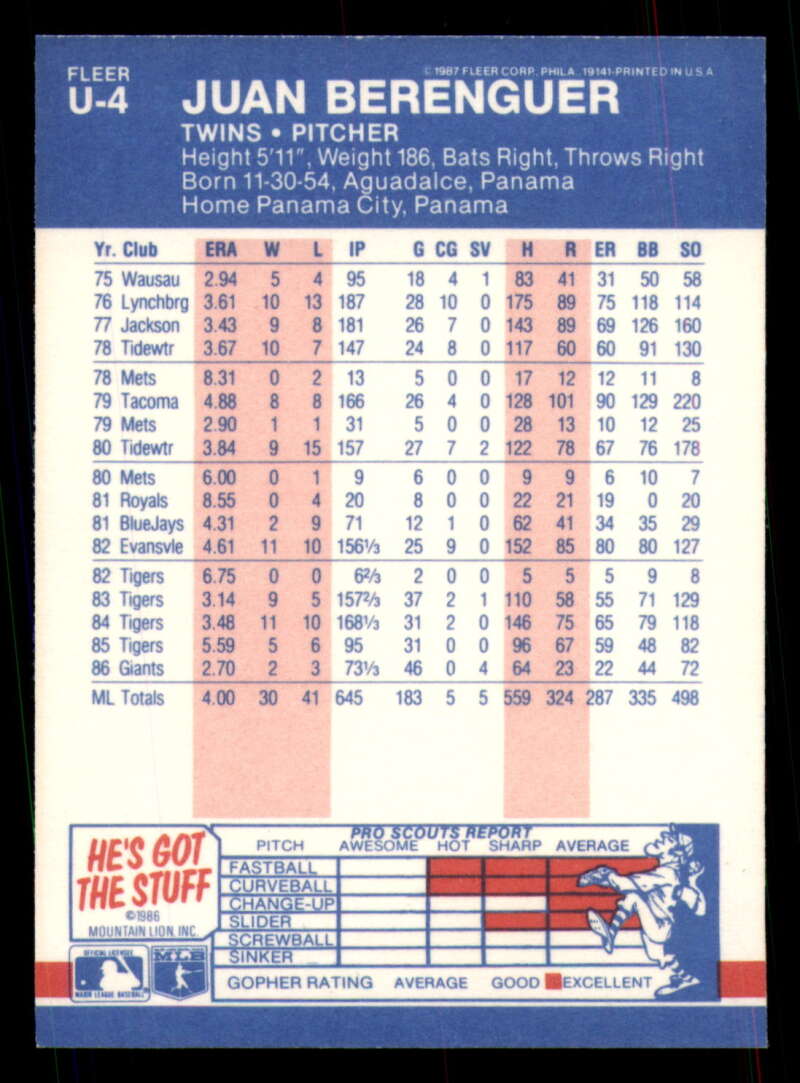 FLEER
U-4
© 1987 FLEER CORP., PHILA., 19141-PRINTED IN U.S.A.
JUAN BERENGUER
TWINS • PITCHER
Height 5'11", Weight 186, Bats Right, Throws Right
Born 11-30-54, Aguadalce, Panama
Home Panama City, Panama
Yr. Club ERA W L IP G CG SV H R ER BB SO
75 Wausau 2.94 5 4 95 18 4 1 83 41 31 50 58
76 Lynchbrg 3.61 10 13 187 28 10 0 175 89 75 118 114
77 Jackson 3.43 9 8 181 26 7 0 143 89 69 126 160
78 Tidewtr 3.67 10 7 147 24 8 0 117 60 60 91 130
78 Mets 8.31 0 2 13 5 0 0 17 12 12 11 8
79 Tacoma 4.88 8 8 166 26 4 0 128 101 90 129 220
79 Mets 2.90 1 1 31 5 0 0 28 13 10 12 25
80 Tidewtr 3.84 9 15 157 27 7 2 122 78 67 76 178
80 Mets 6.00 0 1 9 6 0 0 9 9 6 10 7
81 Royals 8.55 0 4 20 8 0 0 22 21 19 0 20
81 BlueJays 4.31 2 9 71 12 1 0 62 41 34 35 29
82 Evansvle 4.61 11 10 156⅓ 25 9 0 152 85 80 80 127
82 Tigers 6.75 0 0 6⅔ 2 0 0 5 5 5 9 8
83 Tigers 3.14 9 5 157⅔ 37 2 1 110 58 55 71 129
84 Tigers 3.48 11 10 168⅓ 31 2 0 146 75 65 79 118
85 Tigers 5.59 5 6 95 31 0 0 96 67 59 48 82
86 Giants 2.70 2 3 73⅓ 46 0 4 64 23 22 44 72
ML Totals 4.00 30 41 645 183 5 5 559 324 287 335 498
HE'S GOT
THE STUFF
©1986
MOUNTAIN LION, INC.
OFFICIAL LICENSEE
MAJOR LEAGUE BASEBALL
MLB
PRO SCOUTS REPORT
PITCH AWESOME HOT SHARP AVERAGE
FASTBALL
CURVEBALL
CHANGE-UP
SLIDER
SCREWBALL
SINKER
GOPHER RATING AVERAGE GOOD EXCELLENT